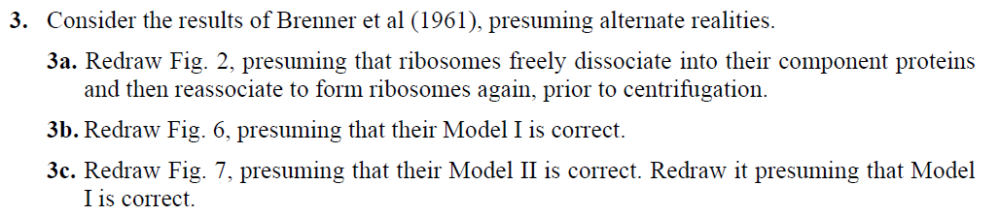 3. Consider the results of Brenner et al (1961), presuming alternate realities.
3a. Redraw Fig. 2, presuming that ribosomes freely dissociate into their component proteins
and then reassociate to form ribosomes again, prior to centrifugation.
3b. Redraw Fig. 6, presuming that their Model I is correct.
3c. Redraw Fig. 7, presuming that their Model II is correct. Redraw it presuming that Model
I is correct.